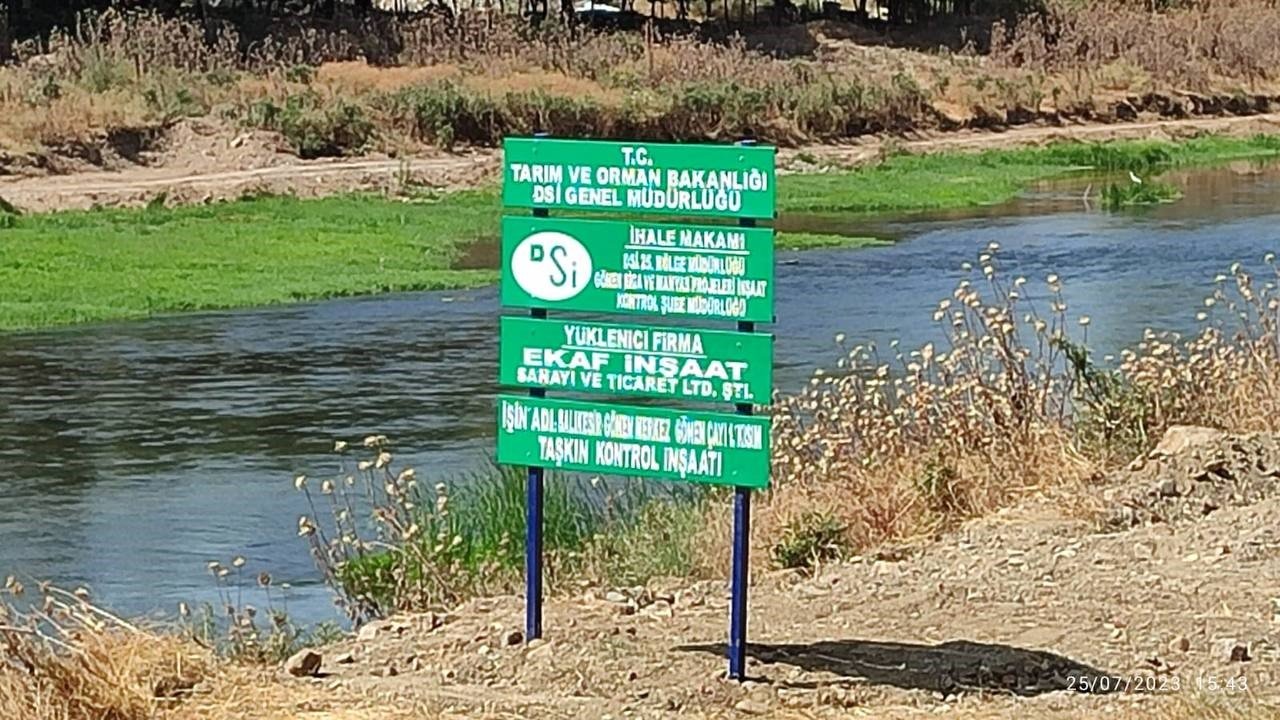 T.C.
TARIM VE ORMAN BAKANLIĞI
DSİ GENEL MÜDÜRLÜĞÜ
DSi
İHALE MAKAMI
DSİ 25. BÖLGE MÜDÜRLÜĞÜ
GÖNEN BİGA VE MANYAS PROJELERİ İNŞAAT
KONTROL ŞUBE MÜDÜRLÜĞÜ
YÜKLENİCİ FİRMA
EKAF İNŞAAT
SANAYİ VE TİCARET LTD. ŞTİ.
İŞİN ADI: BALIKESİR GÖNEN MERKEZ GÖNEN ÇAYI 1. KISIM
TAŞKIN KONTROL İNŞAATI
25/07/2023 15:43